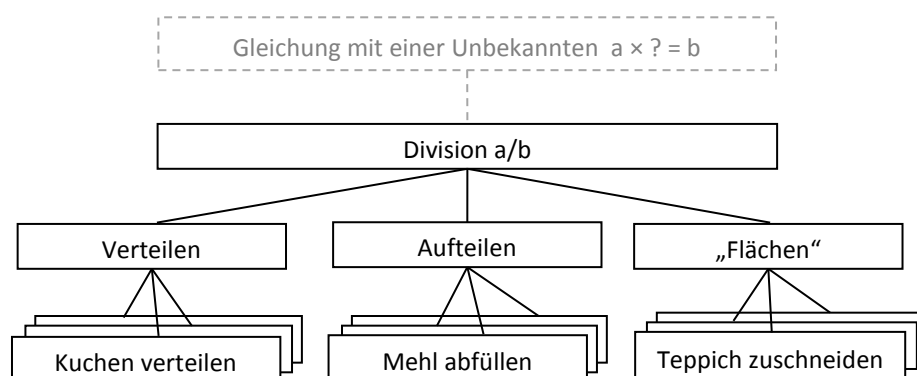 Gleichung mit einer Unbekannten a × ? = b
Division a/b
Verteilen
Aufteilen
„Flächen“
Kuchen verteilen
Mehl abfüllen
Teppich zuschneiden